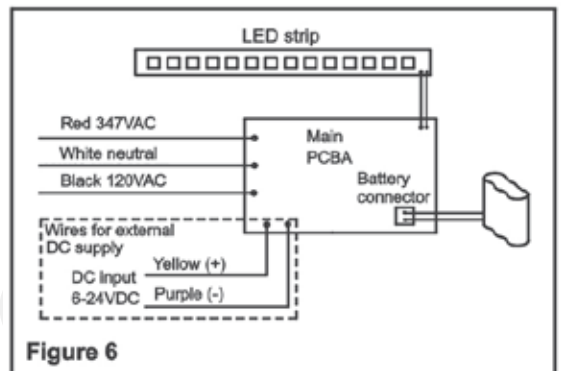 LED strip
Red 347VAC
White neutral
Black 120VAC
Main
PCBA
Battery
connector
Wires for external
DC supply
Yellow (+)
DC Input
6-24VDC
Purple (-)
Figure 6